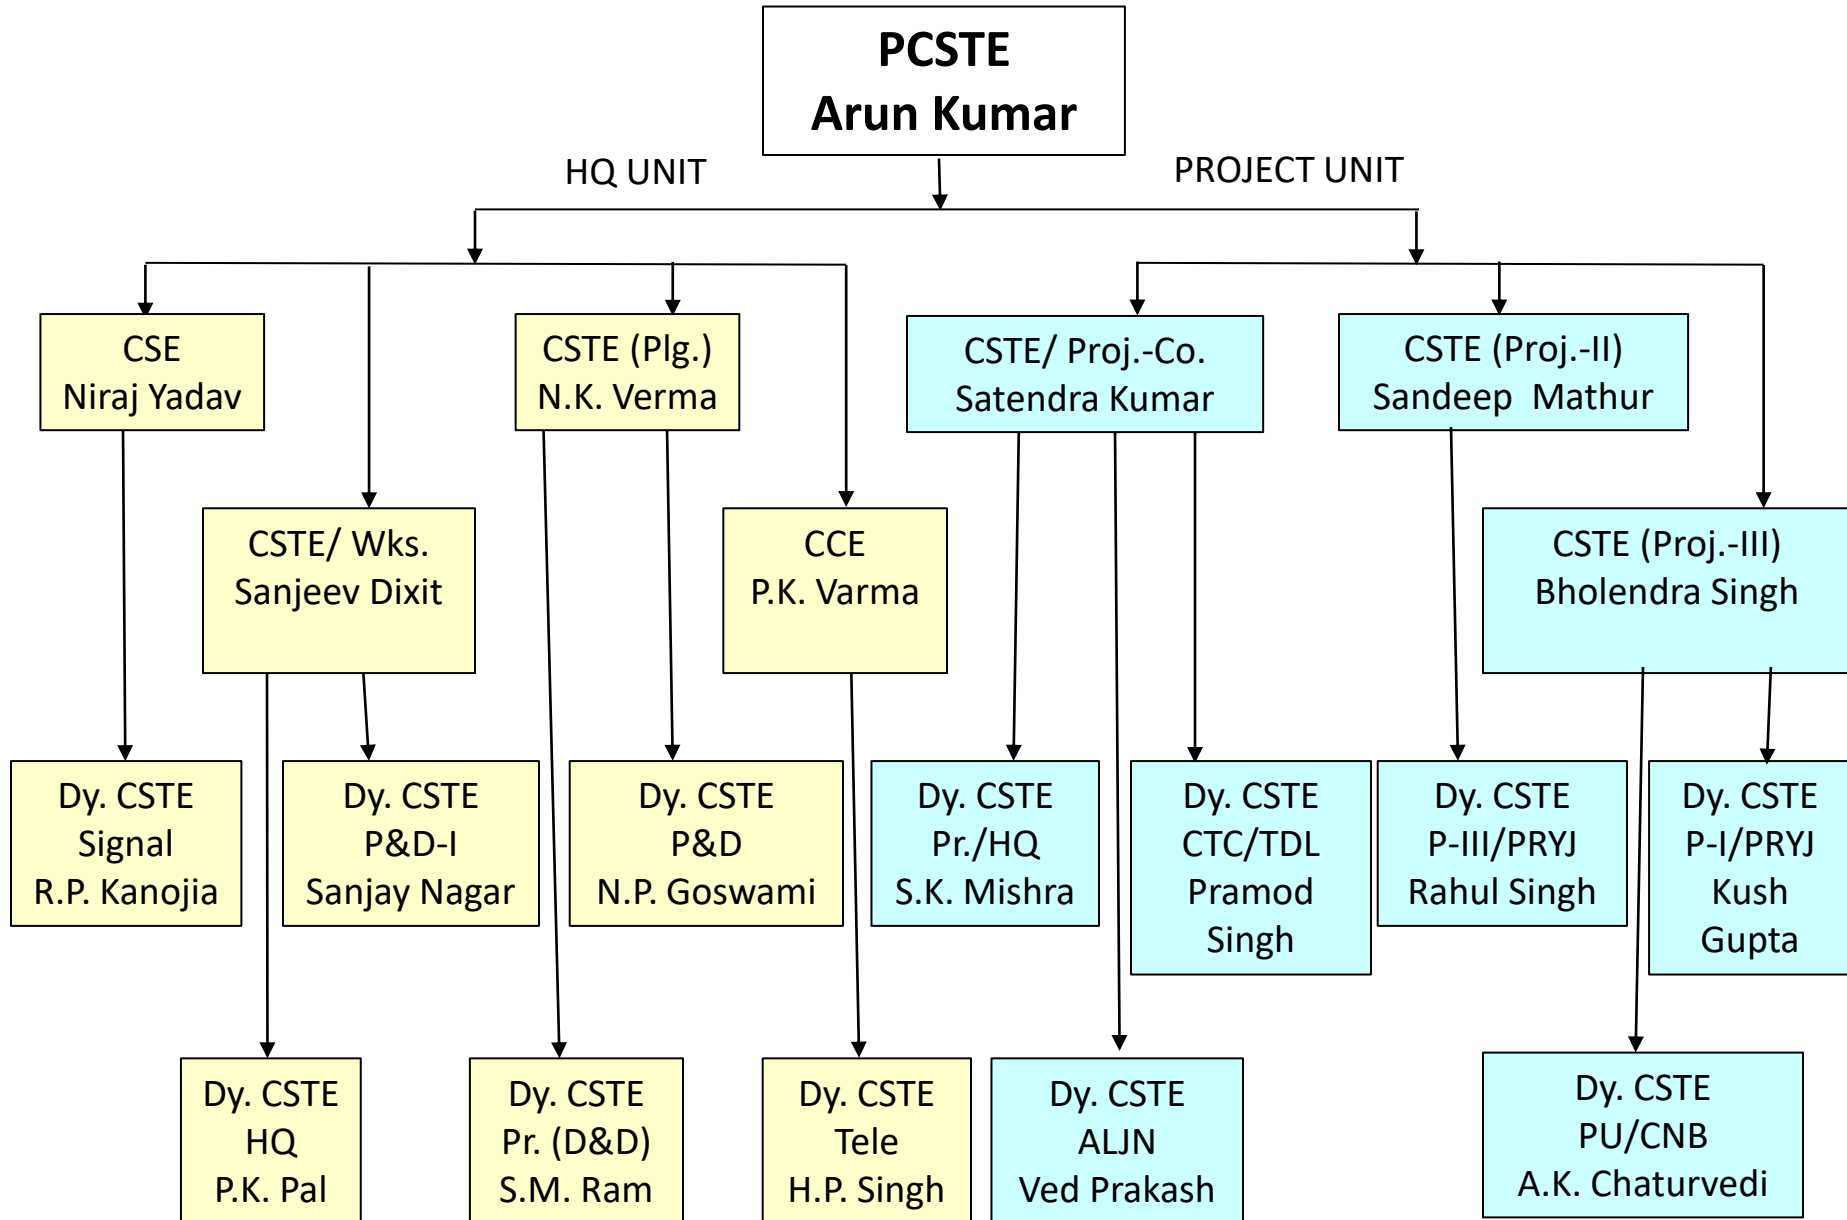 PCSTE
Arun Kumar
HQ UNIT
PROJECT UNIT
CSE
Niraj Yadav
CSTE (Plg.)
N.K. Verma
CSTE/ Proj.-Co.
Satendra Kumar
CSTE (Proj.-II)
Sandeep  Mathur
CSTE/ Wks.
Sanjeev Dixit
CCE
P.K. Varma
CSTE (Proj.-III)
Bholendra Singh
Dy. CSTE
Signal
R.P. Kanojia
Dy. CSTE
P&D-I
Sanjay Nagar
Dy. CSTE
P&D
N.P. Goswami
Dy. CSTE
Pr./HQ
S.K. Mishra
Dy. CSTE
CTC/TDL
Pramod
Singh
Dy. CSTE
P-III/PRYJ
Rahul Singh
Dy. CSTE
P-I/PRYJ
Kush
Gupta
Dy. CSTE
HQ
P.K. Pal
Dy. CSTE
Pr. (D&D)
S.M. Ram
Dy. CSTE
Tele
H.P. Singh
Dy. CSTE
ALJN
Ved Prakash
Dy. CSTE
PU/CNB
A.K. Chaturvedi